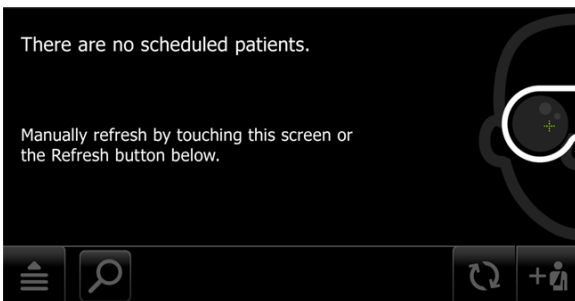 There are no scheduled patients.
Manually refresh by touching this screen or
the Refresh button below.